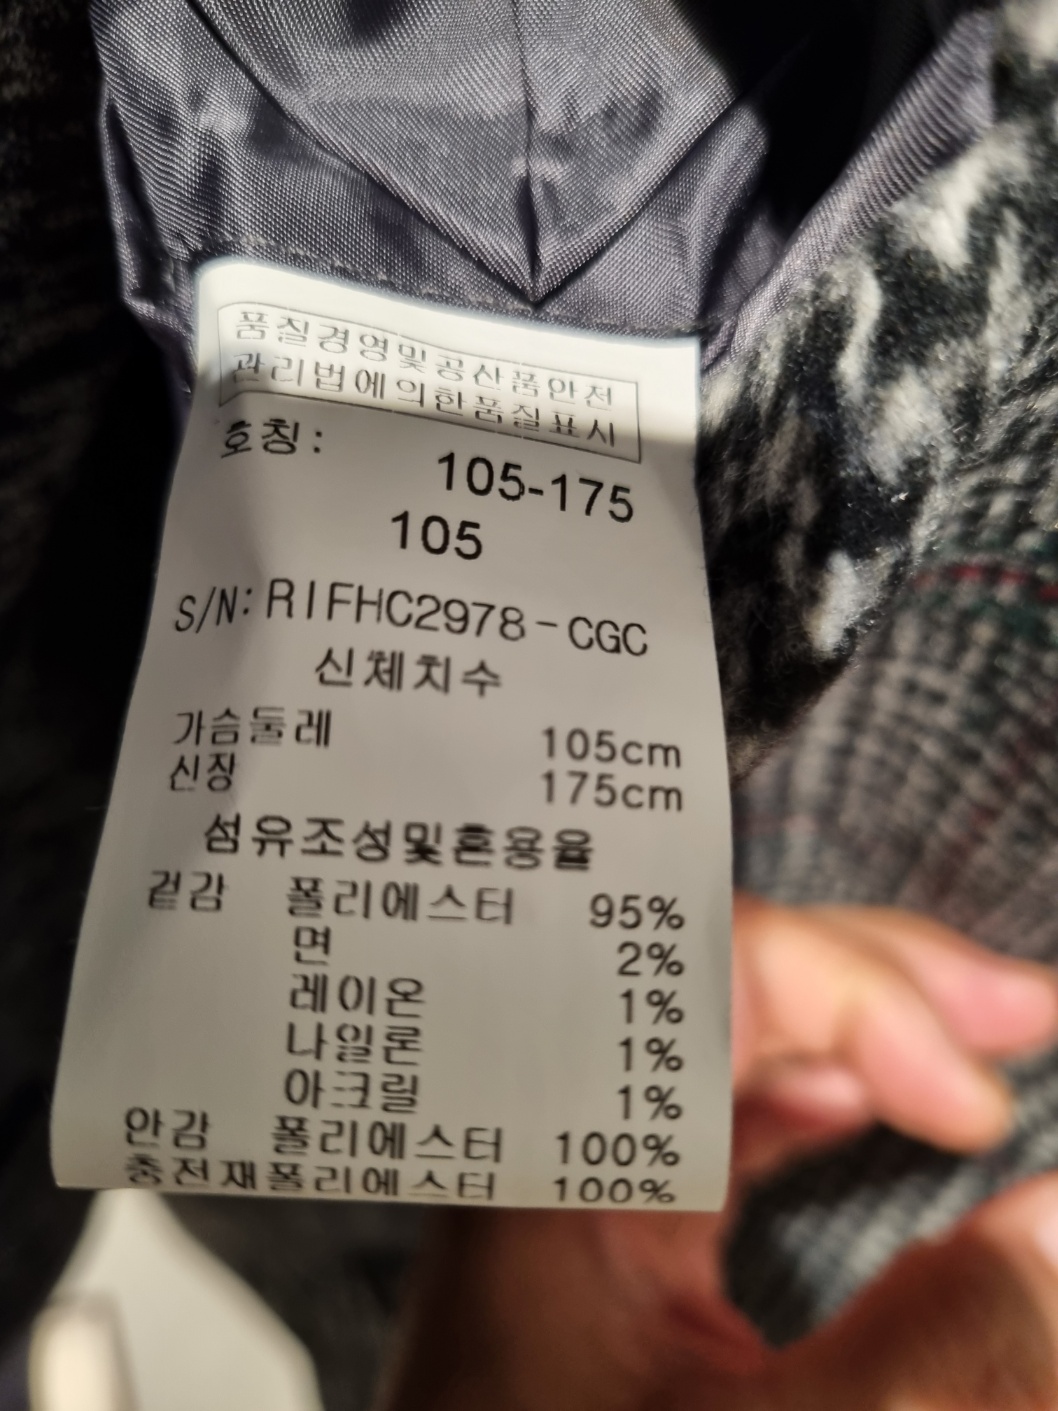 품질경영및공산품안전
관리법에의한품질표시
호칭:
105-175
105
S/N: RIFHC2978-CGC
신체치수
가슴둘레 105cm
신장 175cm
섬유조성및혼용율
겉감 폴리에스터 95%
면 2%
레이온 1%
나일론 1%
아크릴 1%
안감 폴리에스터 100%
충전재폴리에스터 100%